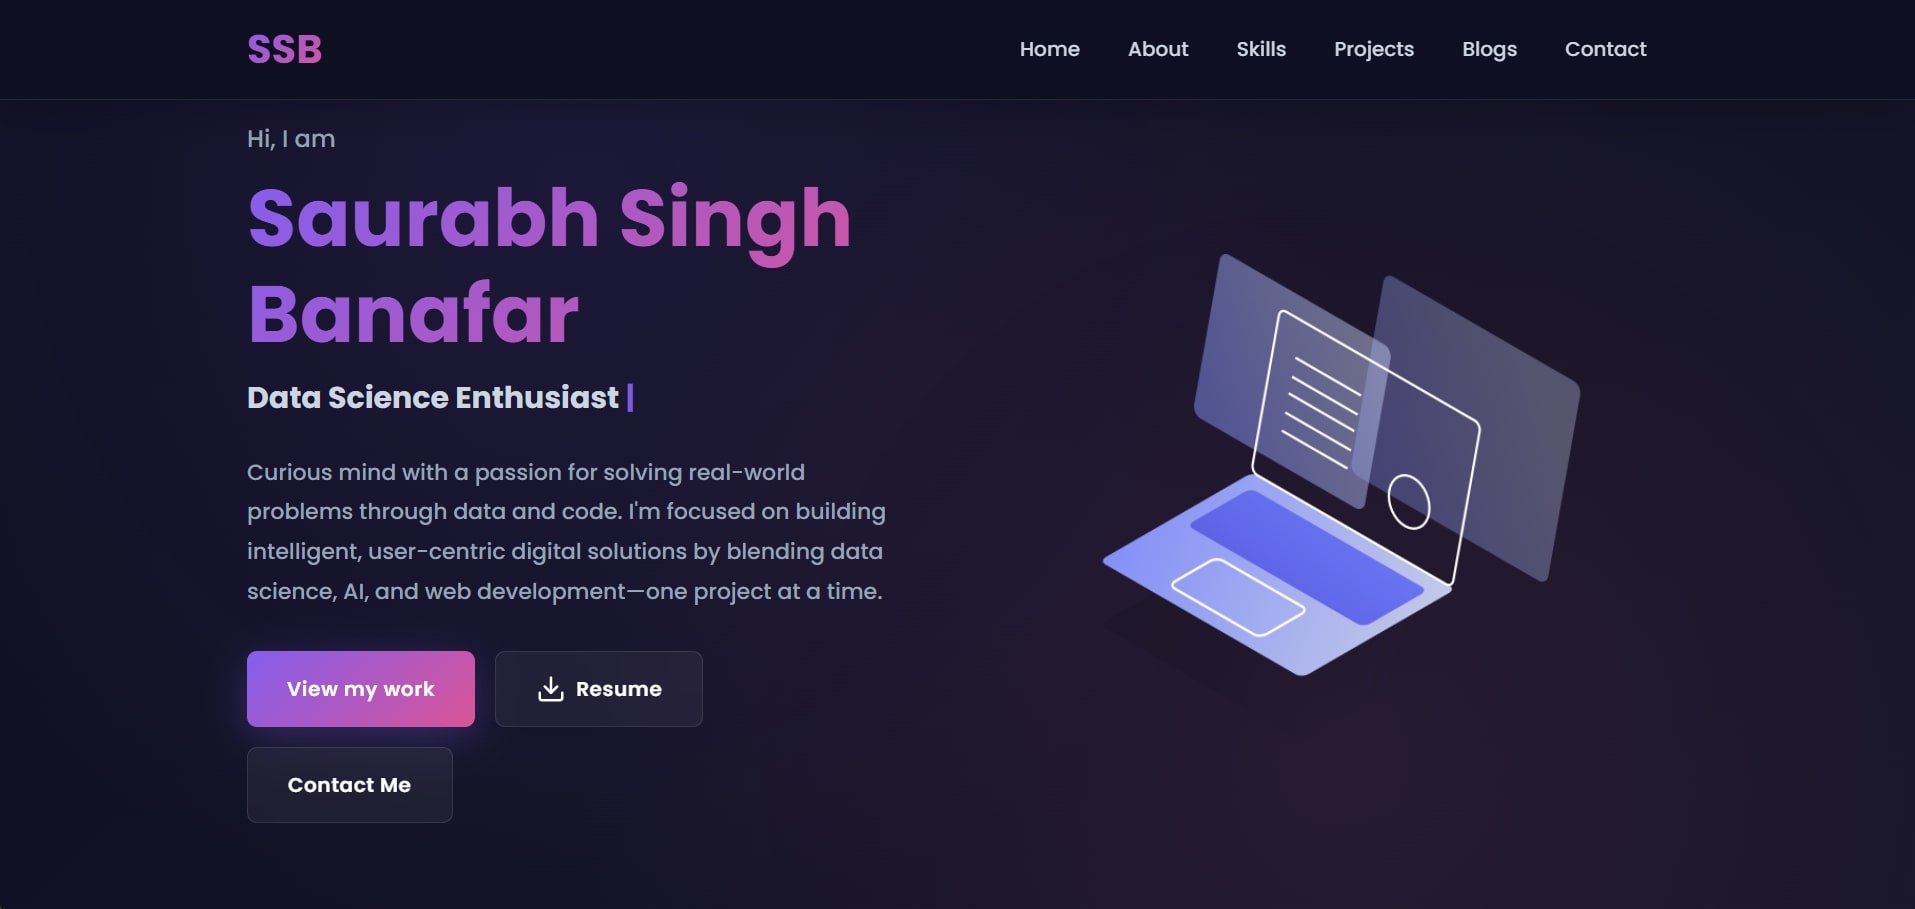 SSB
Home About Skills Projects Blogs Contact
Hi, I am
Saurabh Singh
Banafar
Data Science Enthusiast
Curious mind with a passion for solving real-world
problems through data and code. I'm focused on building
intelligent, user-centric digital solutions by blending data
science, AI, and web development—one project at a time.
View my work
Resume
Contact Me